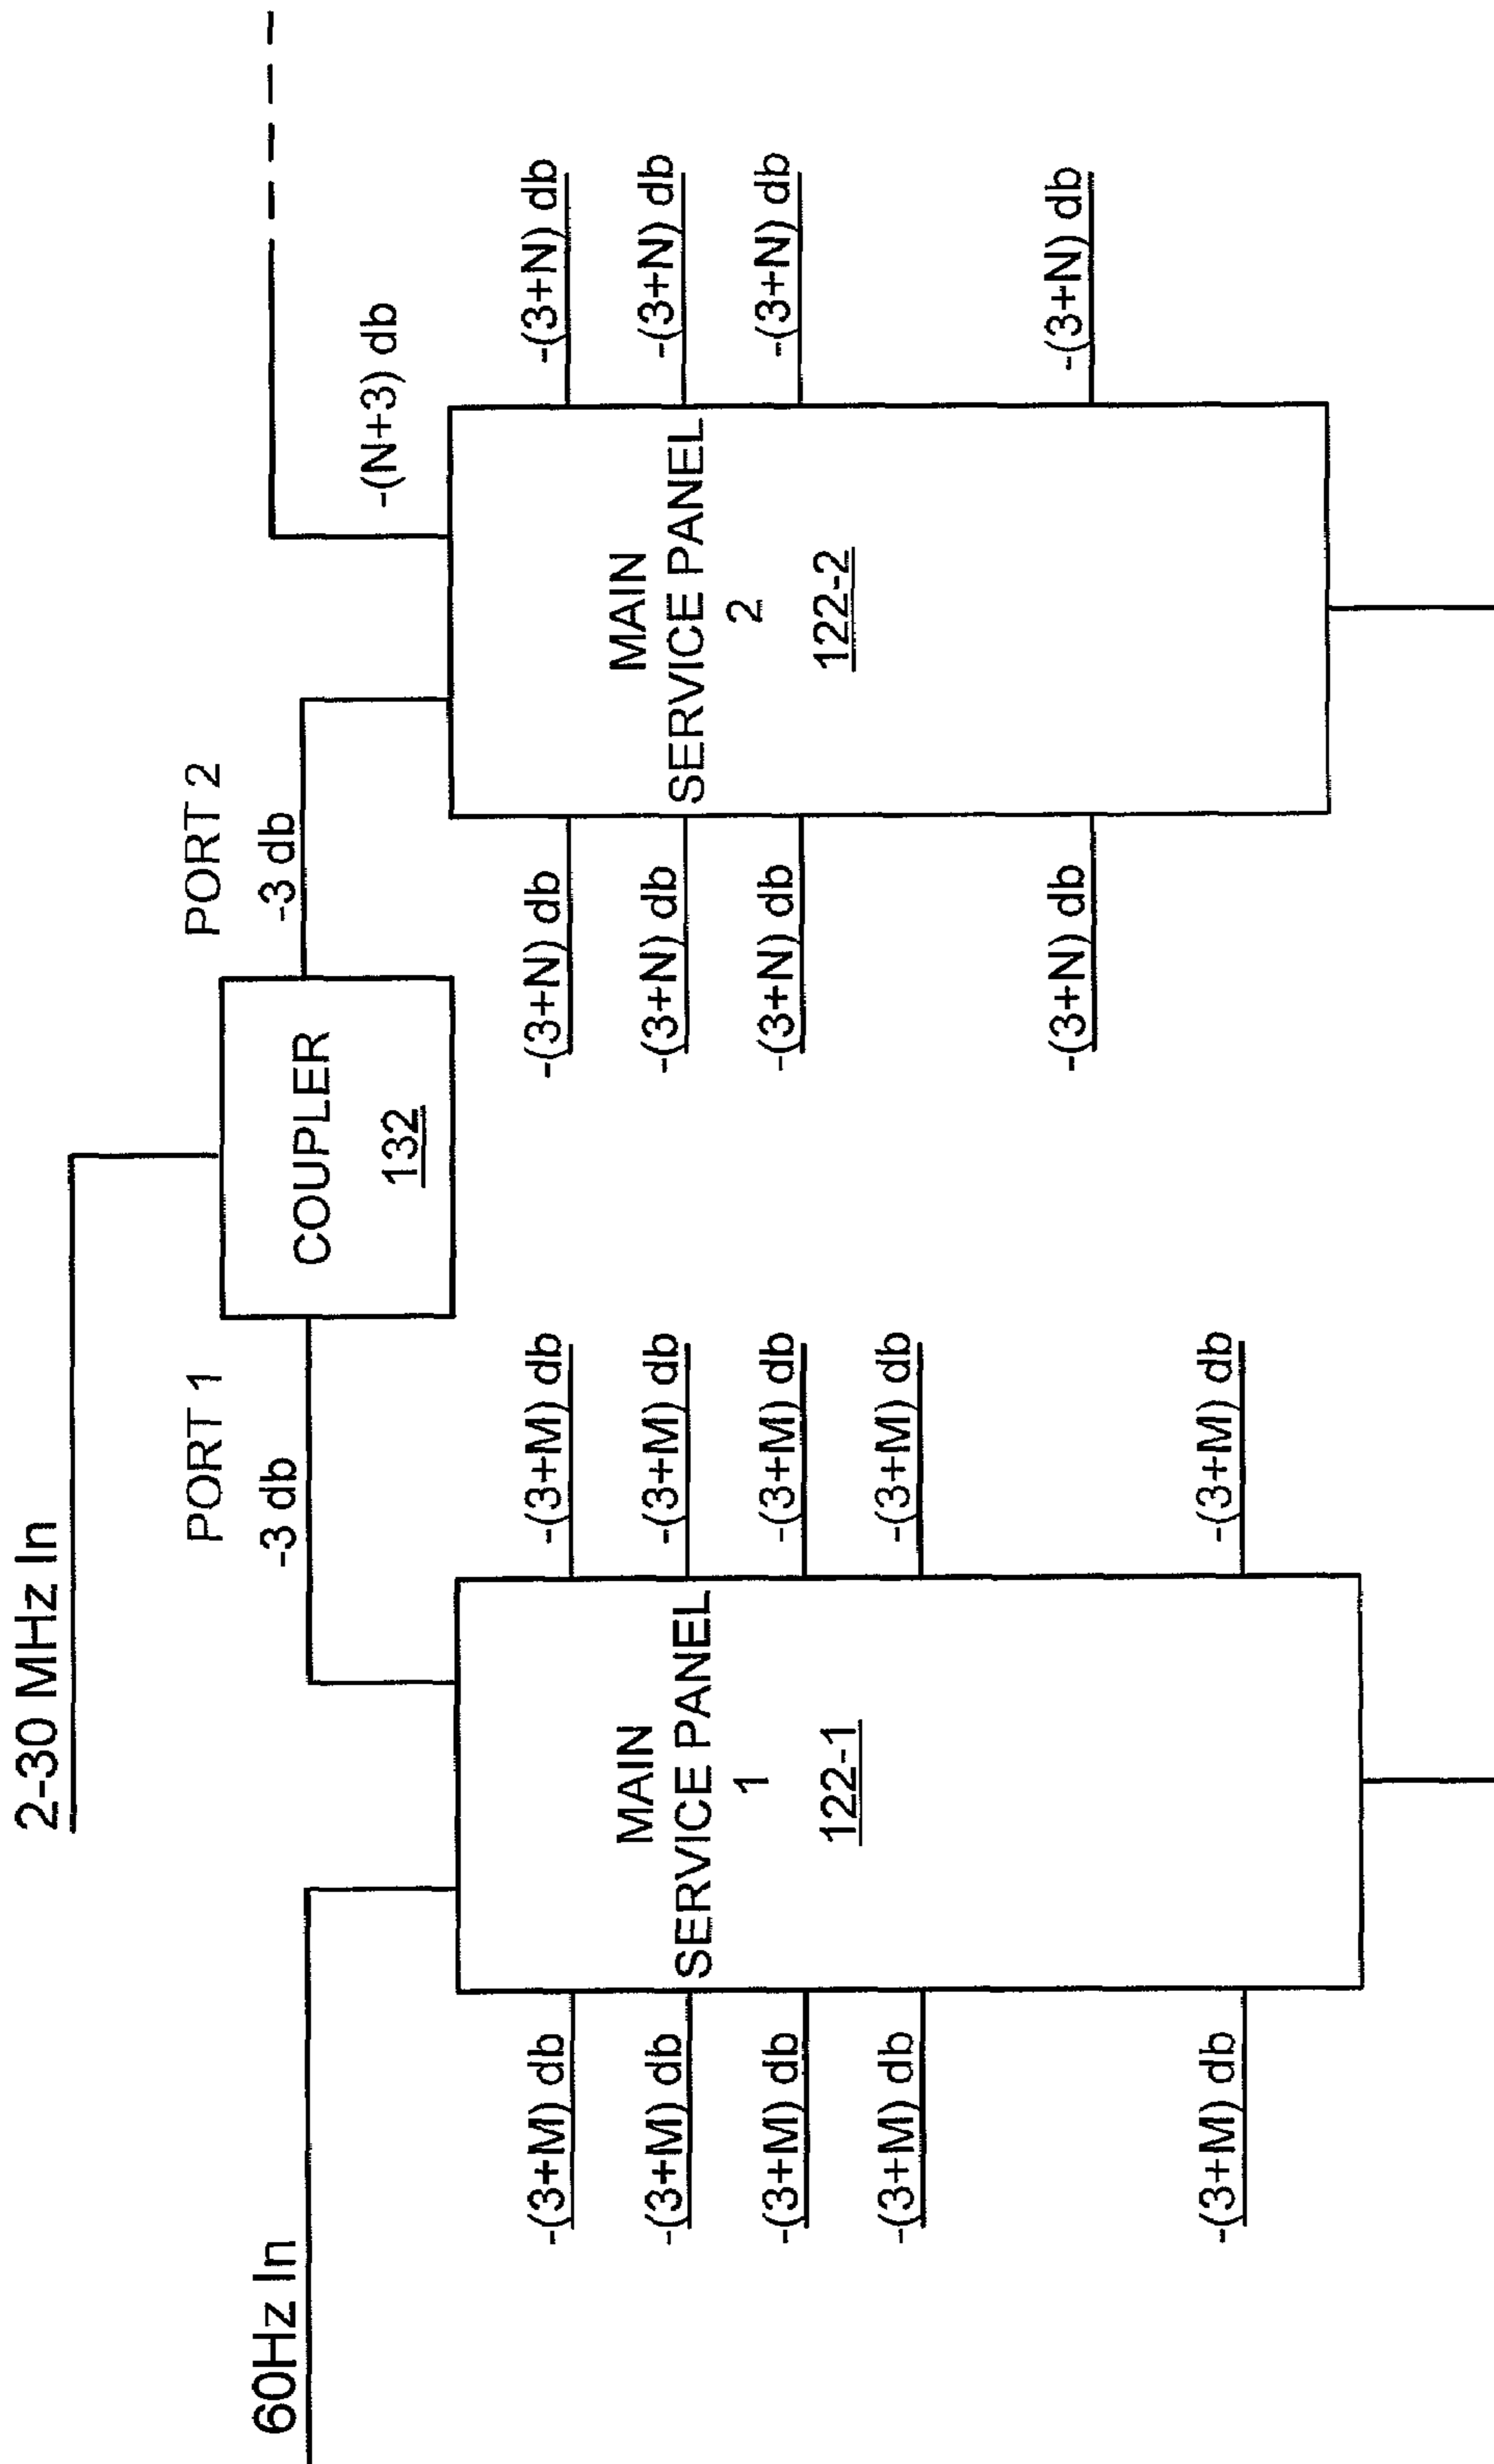 2-30 MHz In
60Hz In
PORT 1
-3 db
PORT 2
-3 db
COUPLER
132
-(N+3) db
-(3+M) db
-(3+M) db
-(3+M) db
-(3+M) db
-(3+M) db
MAIN
SERVICE PANEL
1
122-1
-(3+M) db
-(3+M) db
-(3+M) db
-(3+M) db
-(3+M) db
-(3+N) db
-(3+N) db
-(3+N) db
-(3+N) db
MAIN
SERVICE PANEL
2
122-2
-(3+N) db
-(3+N) db
-(3+N) db
-(3+N) db